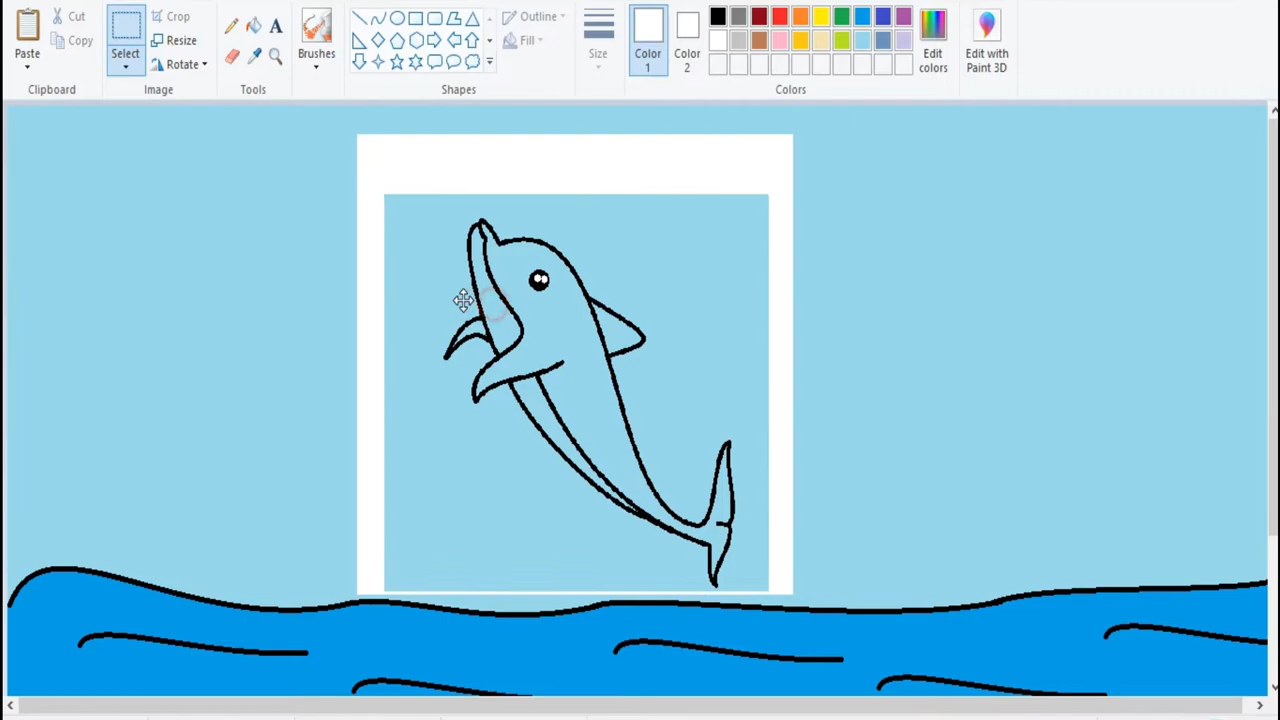 Cut
Crop
Outline
Copy
Resize
Fill
Paste
Select
Rotate
Brushes
Size
Color 1
Color 2
Edit colors
Edit with Paint 3D
A
Clipboard
Image
Tools
Shapes
Colors